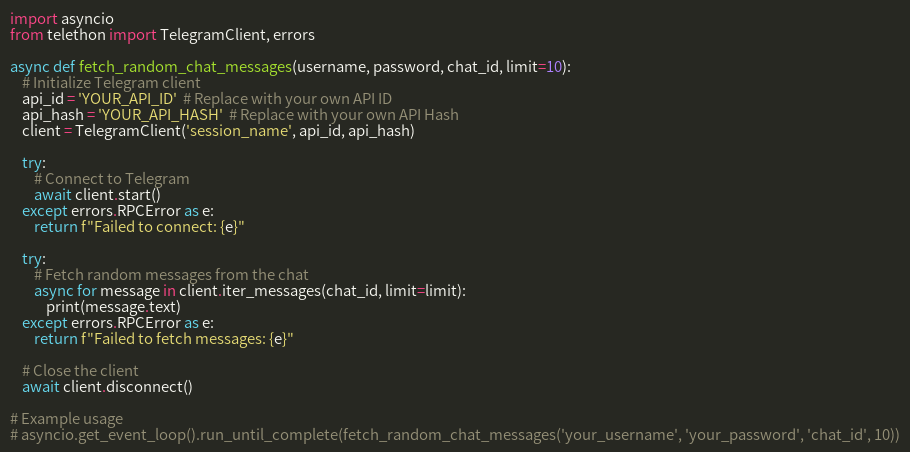 import asyncio
from telethon import TelegramClient, errors

async def fetch_random_chat_messages(username, password, chat_id, limit=10):
    # Initialize Telegram client
    api_id = 'YOUR_API_ID'  # Replace with your own API ID
    api_hash = 'YOUR_API_HASH'  # Replace with your own API Hash
    client = TelegramClient('session_name', api_id, api_hash)

    try:
        # Connect to Telegram
        await client.start()
    except errors.RPCError as e:
        return f"Failed to connect: {e}"

    try:
        # Fetch random messages from the chat
        async for message in client.iter_messages(chat_id, limit=limit):
            print(message.text)
    except errors.RPCError as e:
        return f"Failed to fetch messages: {e}"

    # Close the client
    await client.disconnect()

# Example usage
# asyncio.get_event_loop().run_until_complete(fetch_random_chat_messages('your_username', 'your_password', 'chat_id', 10))